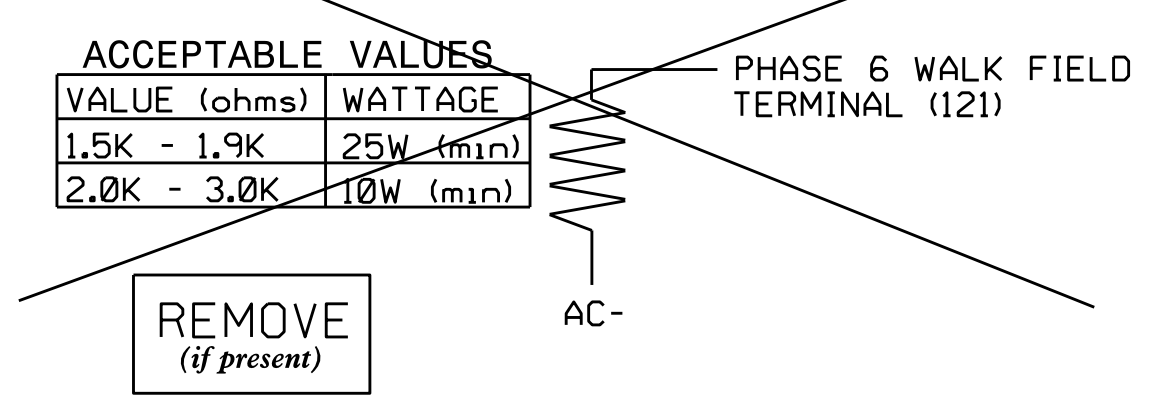 ACCEPTABLE VALUES
VALUE (ohms) WATTAGE
1.5K - 1.9K 25W (min)
2.0K - 3.0K 10W (min)
PHASE 6 WALK FIELD
TERMINAL (121)
AC-
REMOVE
(if present)